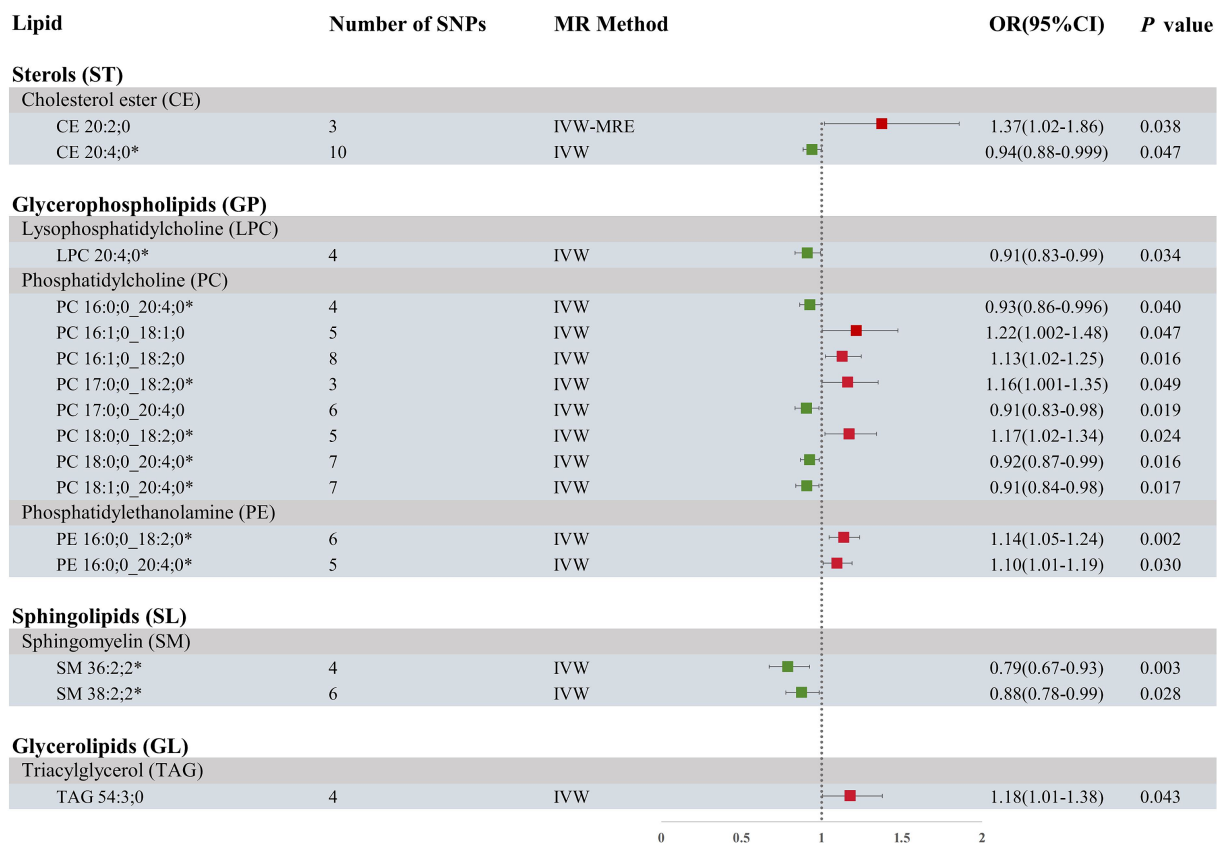 Lipid Number of SNPs MR Method OR(95%CI) P value
Sterols (ST)
Cholesterol ester (CE)
CE 20:2;0 3 IVW-MRE 1.37(1.02-1.86) 0.038
CE 20:4;0* 10 IVW 0.94(0.88-0.999) 0.047
Glycerophospholipids (GP)
Lysophosphatidylcholine (LPC)
LPC 20:4;0* 4 IVW 0.91(0.83-0.99) 0.034
Phosphatidylcholine (PC)
PC 16:0;0_20:4;0* 4 IVW 0.93(0.86-0.996) 0.040
PC 16:1;0_18:1;0 5 IVW 1.22(1.002-1.48) 0.047
PC 16:1;0_18:2;0 8 IVW 1.13(1.02-1.25) 0.016
PC 17:0;0_18:2;0* 3 IVW 1.16(1.001-1.35) 0.049
PC 17:0;0_20:4;0 6 IVW 0.91(0.83-0.98) 0.019
PC 18:0;0_18:2;0* 5 IVW 1.17(1.02-1.34) 0.024
PC 18:0;0_20:4;0* 7 IVW 0.92(0.87-0.99) 0.016
PC 18:1;0_20:4;0* 7 IVW 0.91(0.84-0.98) 0.017
Phosphatidylethanolamine (PE)
PE 16:0;0_18:2;0* 6 IVW 1.14(1.05-1.24) 0.002
PE 16:0;0_20:4;0* 5 IVW 1.10(1.01-1.19) 0.030
Sphingolipids (SL)
Sphingomyelin (SM)
SM 36:2;2* 4 IVW 0.79(0.67-0.93) 0.003
SM 38:2;2* 6 IVW 0.88(0.78-0.99) 0.028
Glycerolipids (GL)
Triacylglycerol (TAG)
TAG 54:3;0 4 IVW 1.18(1.01-1.38) 0.043
0 0.5 1 1.5 2